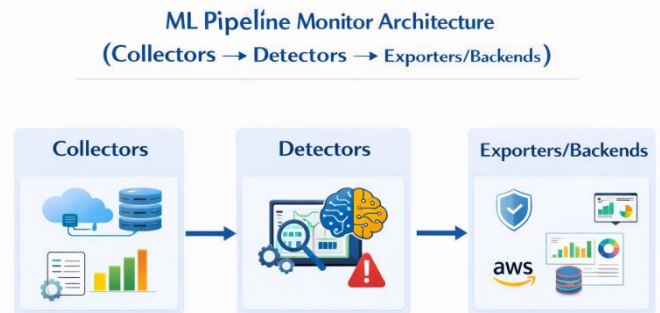 ML Pipeline Monitor Architecture
(Collectors → Detectors → Exporters/Backends)
Collectors
Detectors
Exporters/Backends
aws